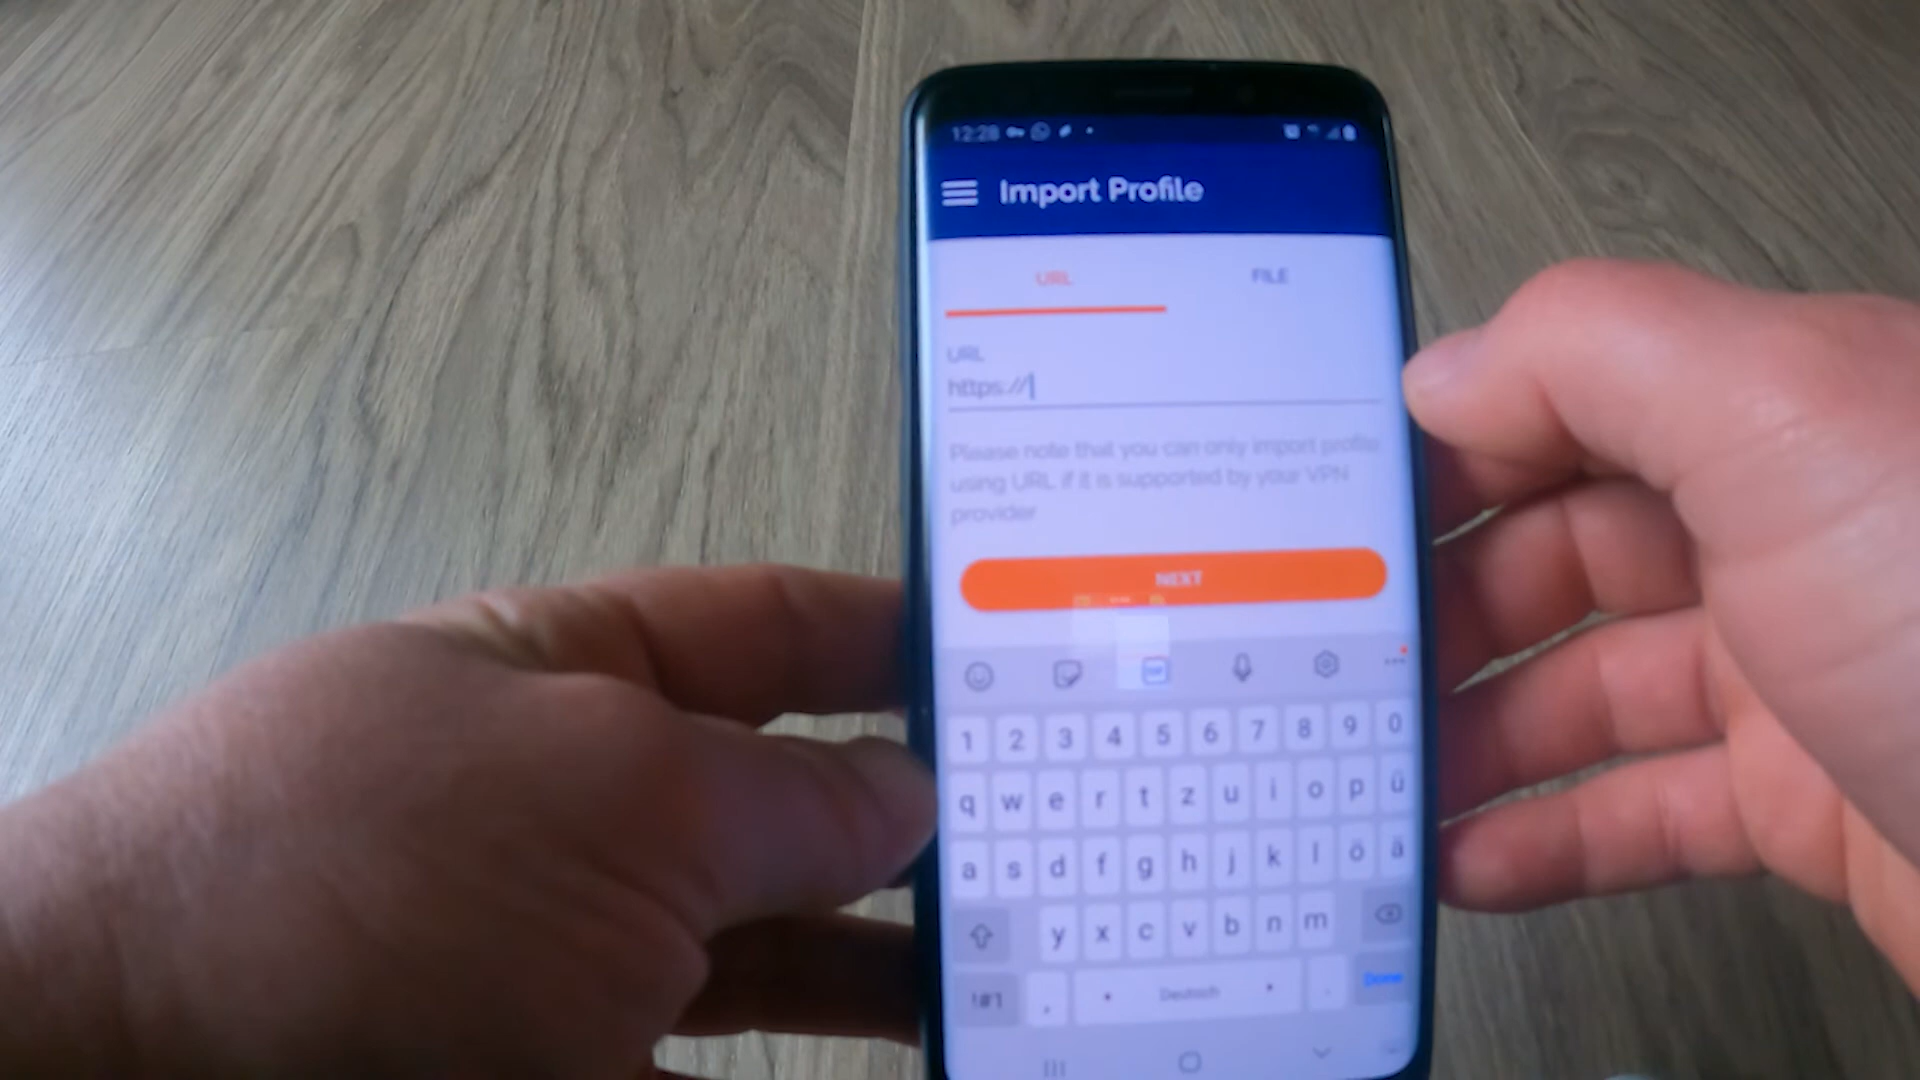 12:28
Import Profile
URL FILE
URL
https://
Please note that you can only import profile
using URL if it is supported by your VPN
provider
NEXT
1 2 3 4 5 6 7 8 9 0
q w e r t z u i o p ü
a s d f g h j k l ö ä
y x c v b n m
!#1 , Deutsch . Done